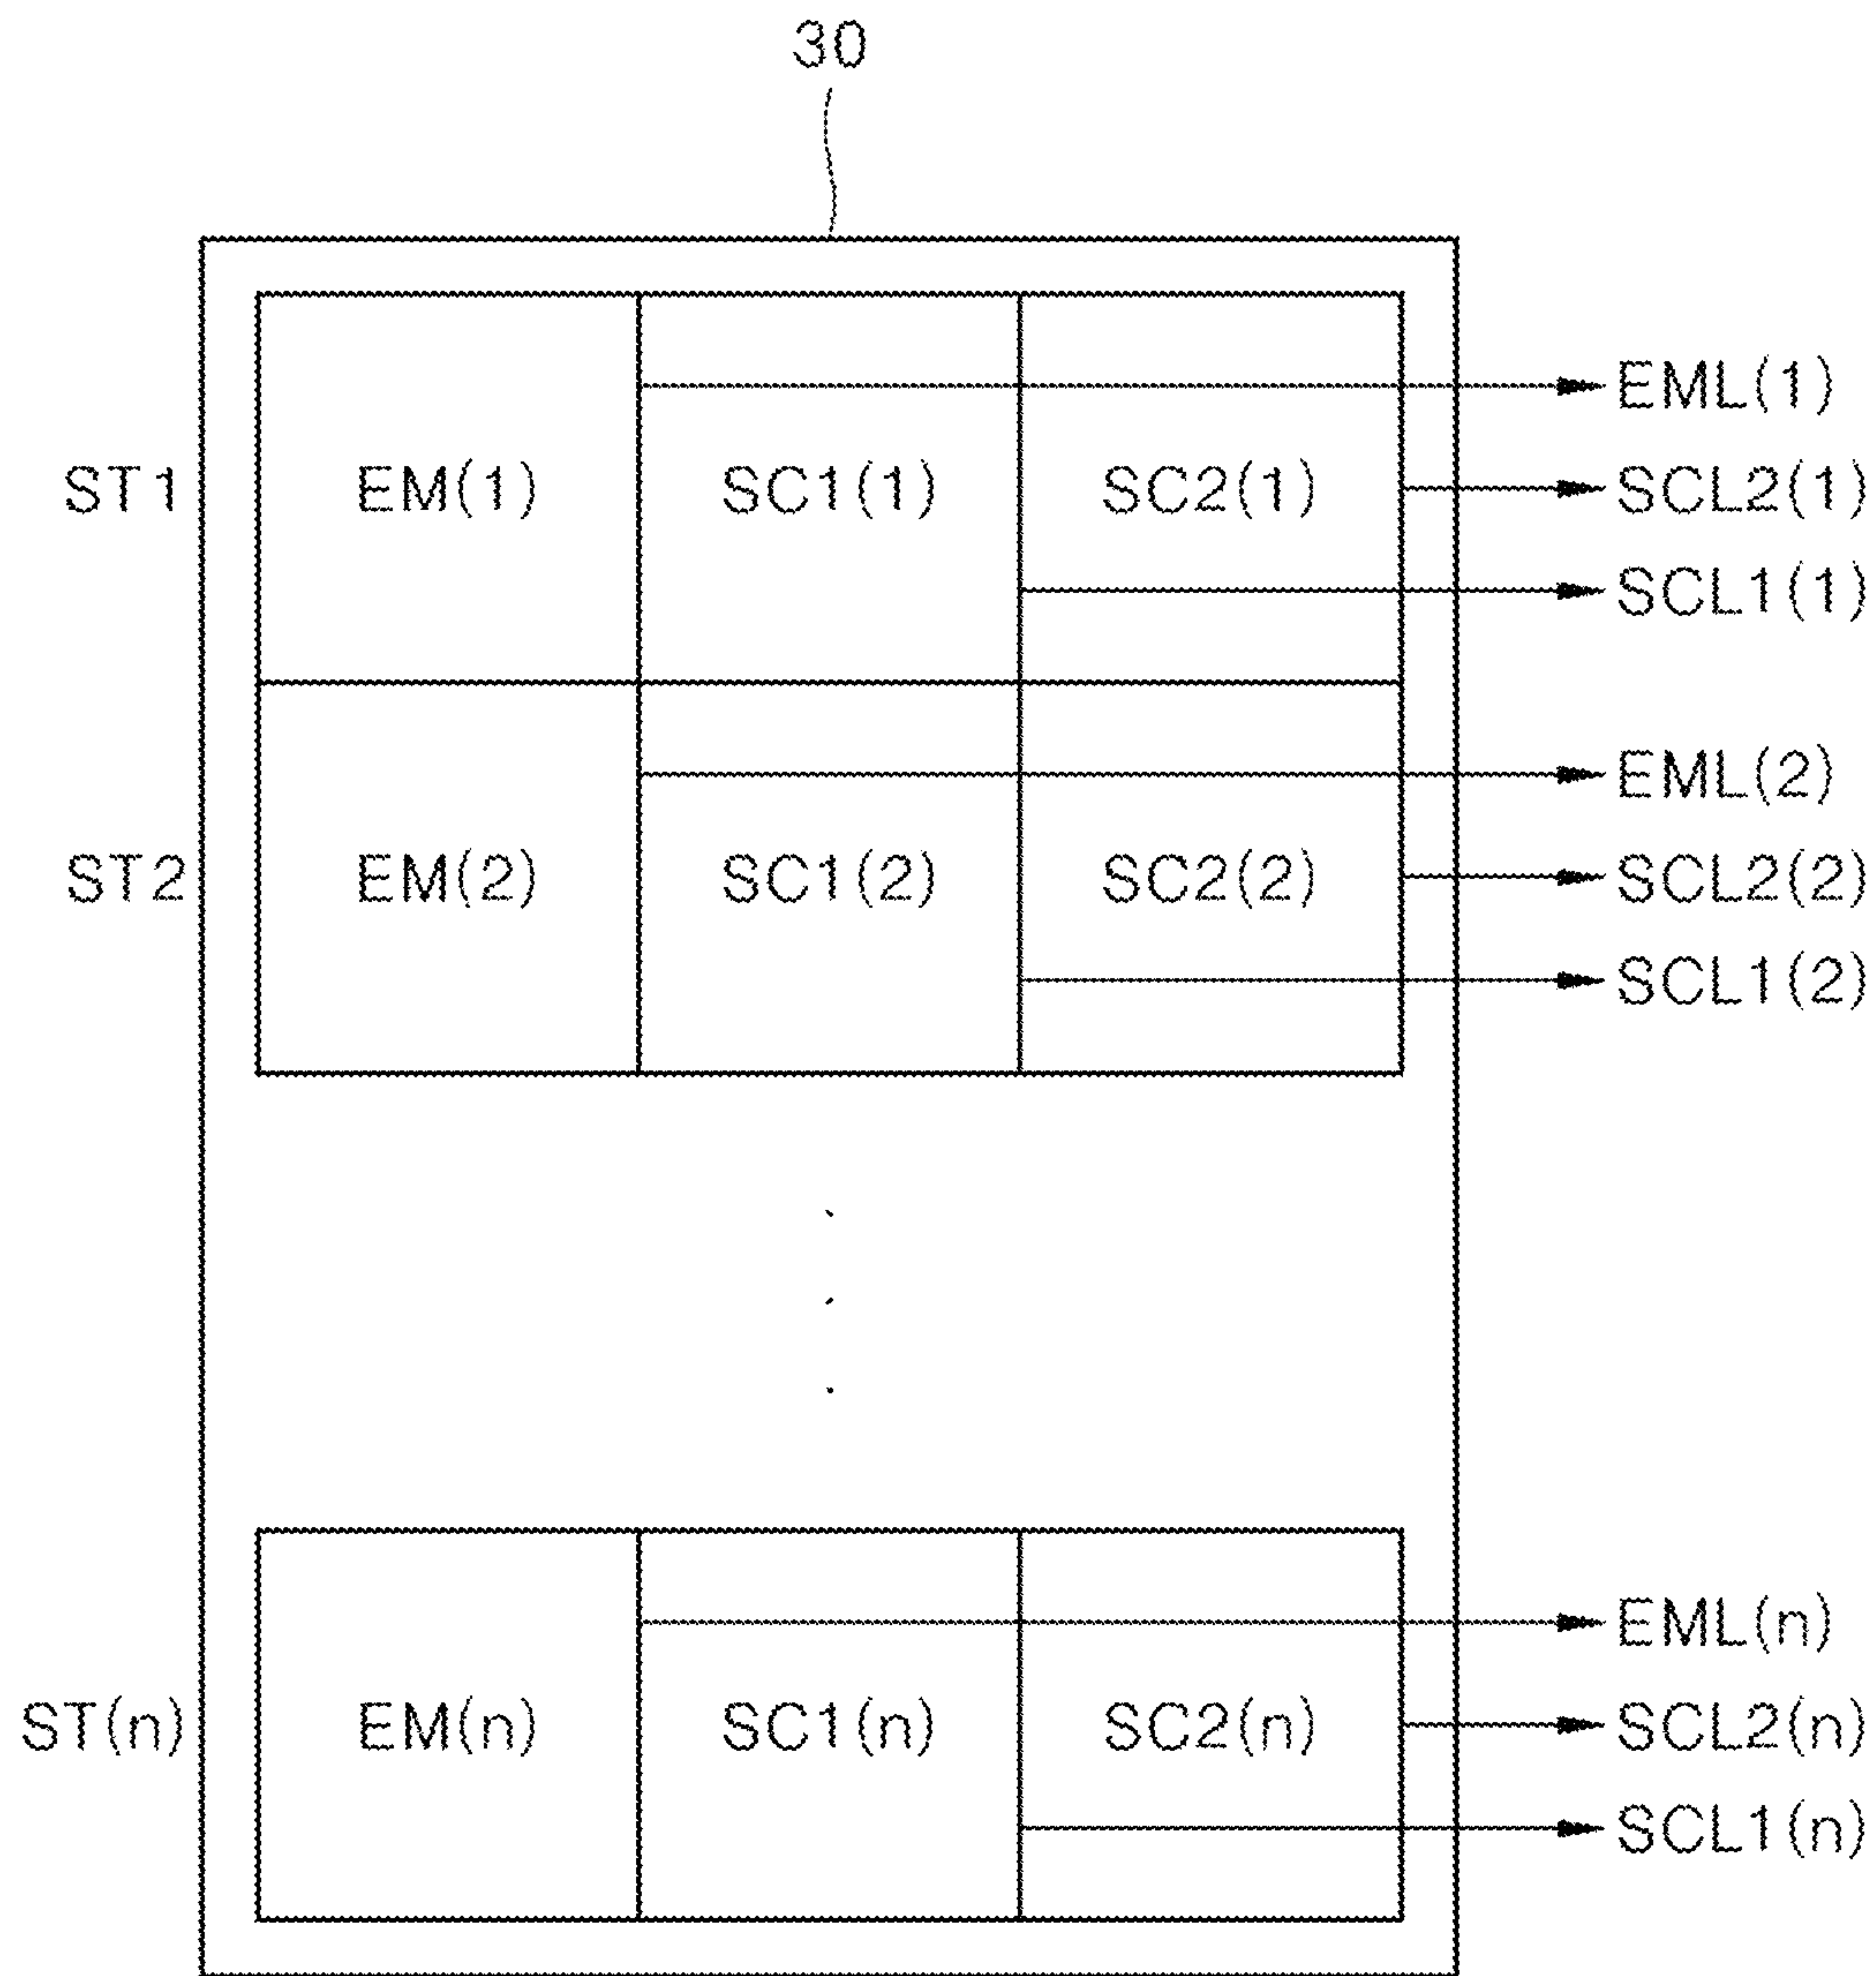 30
EML(1)
ST1 EM(1) SC1(1) SC2(1) SCL2(1)
SCL1(1)
EML(2)
ST2 EM(2) SC1(2) SC2(2) SCL2(2)
SCL1(2)
EML(n)
ST(n) EM(n) SC1(n) SC2(n) SCL2(n)
SCL1(n)